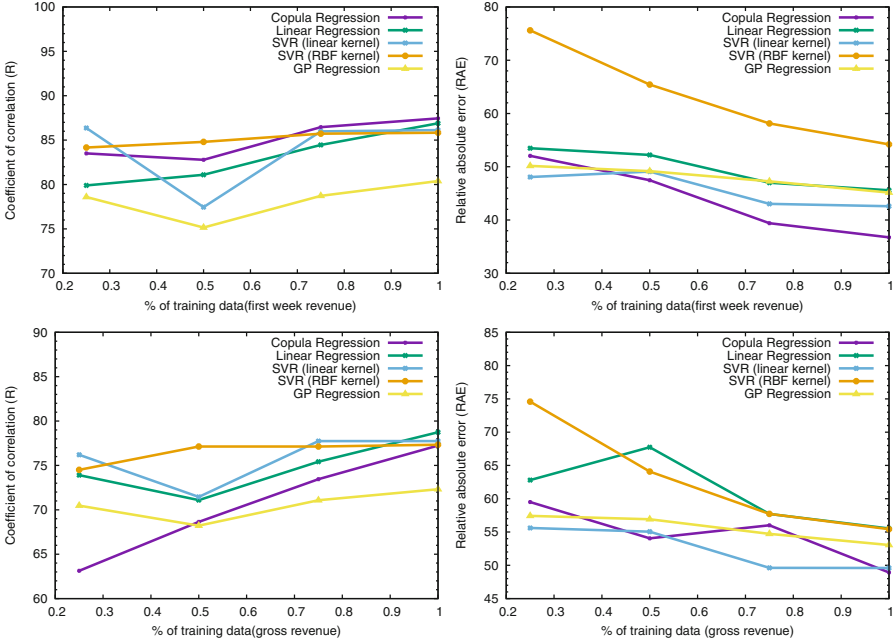 Copula Regression
Linear Regression
SVR (linear kernel)
SVR (RBF kernel)
GP Regression
Coefficient of correlation (R)
100
95
90
85
80
75
70
0.2 0.3 0.4 0.5 0.6 0.7 0.8 0.9 1
% of training data(first week revenue)
Copula Regression
Linear Regression
SVR (linear kernel)
SVR (RBF kernel)
GP Regression
Relative absolute error (RAE)
80
70
60
50
40
30
0.2 0.3 0.4 0.5 0.6 0.7 0.8 0.9 1
% of training data(first week revenue)
Copula Regression
Linear Regression
SVR (linear kernel)
SVR (RBF kernel)
GP Regression
Coefficient of correlation (R)
90
85
80
75
70
65
60
0.2 0.3 0.4 0.5 0.6 0.7 0.8 0.9 1
% of training data(gross revenue)
Copula Regression
Linear Regression
SVR (linear kernel)
SVR (RBF kernel)
GP Regression
Relative absolute error (RAE)
85
80
75
70
65
60
55
50
45
0.2 0.3 0.4 0.5 0.6 0.7 0.8 0.9 1
% of training data (gross revenue)